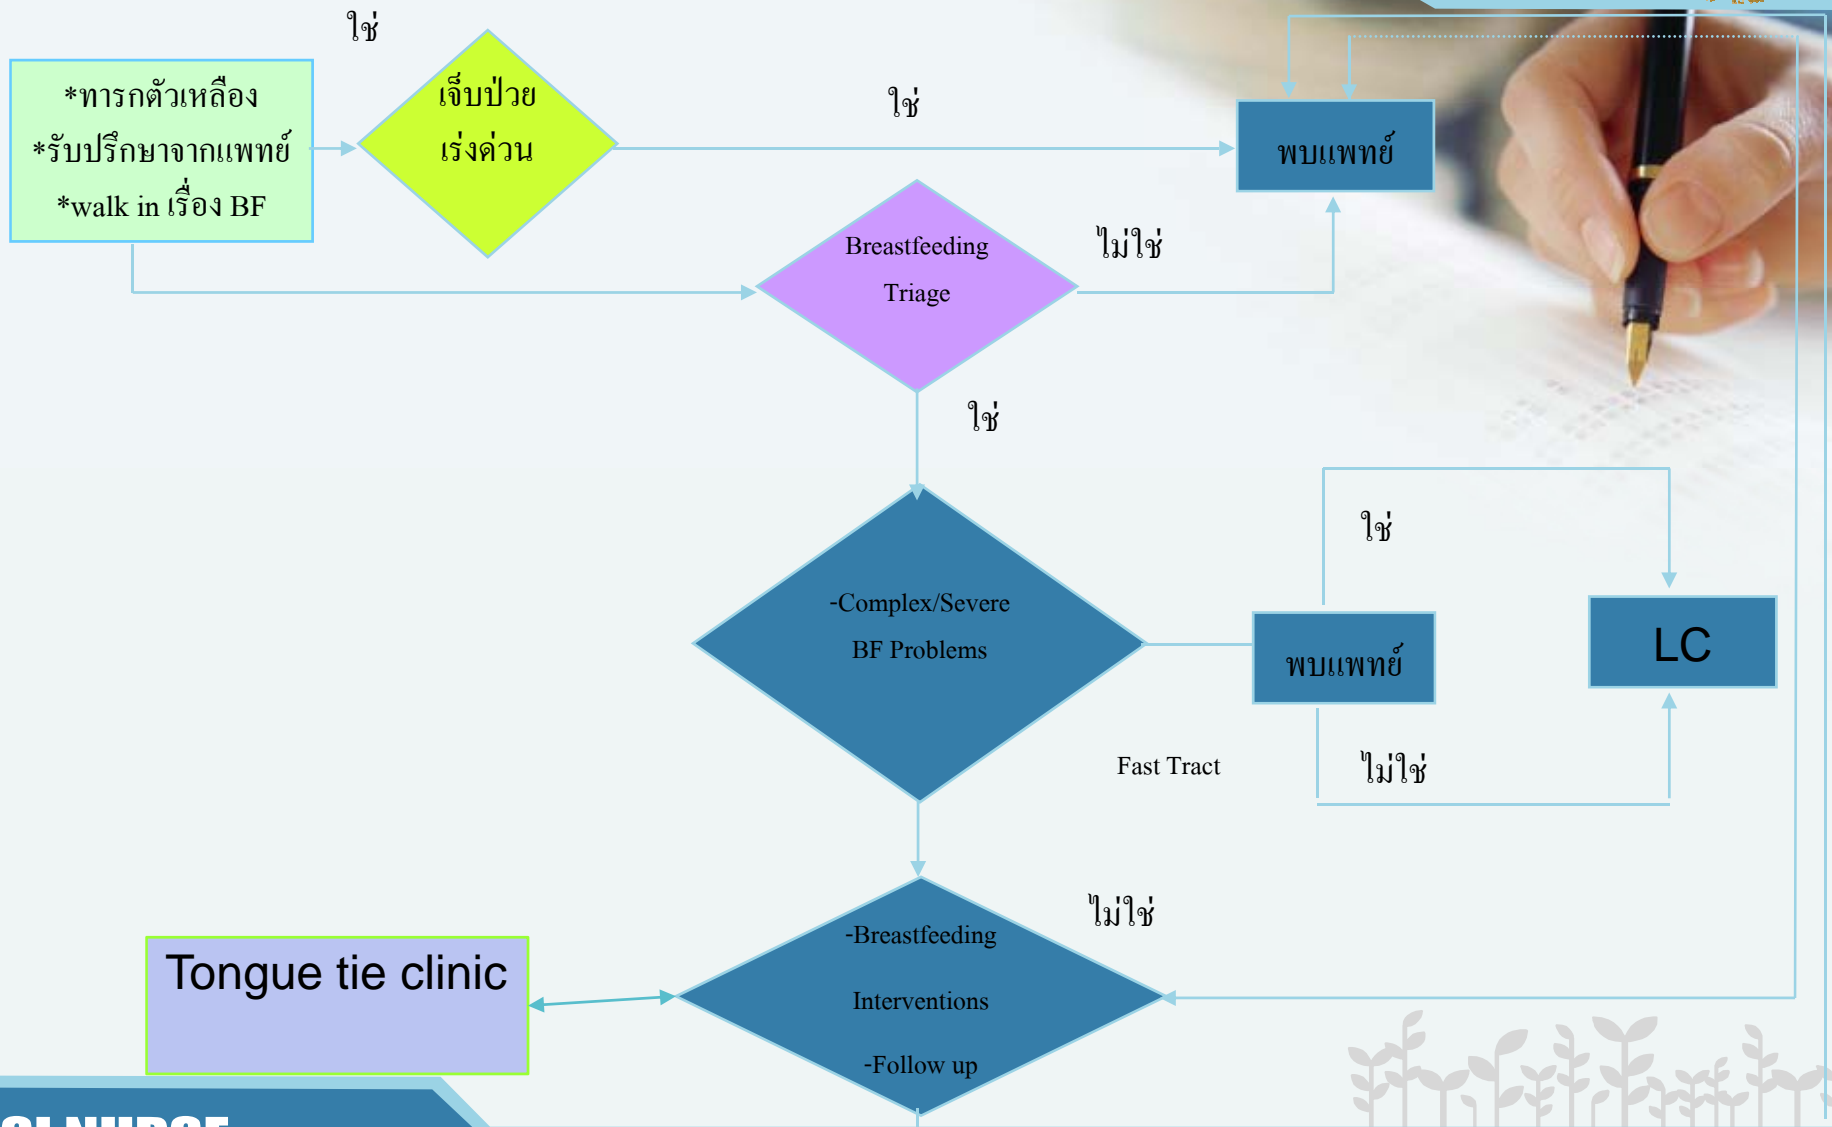 ใช่
*ทารกตัวเหลือง
*รับปรึกษาจากแพทย์
*walk in เรื่อง BF
เจ็บป่วย
เร่งด่วน
ใช่
พบแพทย์
Breastfeeding
Triage
ไม่ใช่
ใช่
-Complex/Severe
BF Problems
ใช่
พบแพทย์
LC
Fast Tract
ไม่ใช่
ไม่ใช่
-Breastfeeding
Interventions
-Follow up
Tongue tie clinic